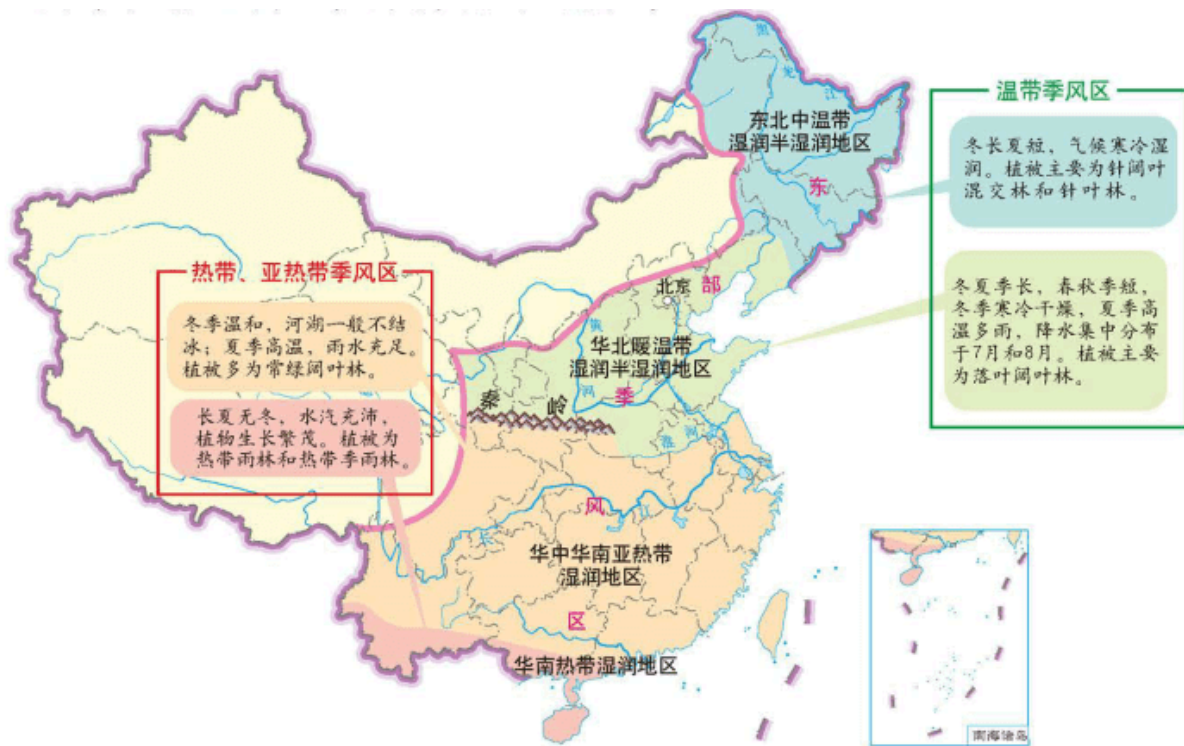 黑
龙
江
温带季风区
东北中温带
湿润半湿润地区
冬长夏短，气候寒冷湿
润。植被主要为针阔叶
混交林和针叶林。
东
热带、亚热带季风区
部
北京
冬夏季长，春秋季短，
冬季寒冷干燥，夏季高
温多雨，降水集中分布
于7月和8月。植被主要
为落叶阔叶林。
冬季温和，河湖一般不结
冰；夏季高温，雨水充足。
植被多为常绿阔叶林。
黄
河
华北暖温带
湿润半湿润地区
季
秦岭
淮河
长夏无冬，水汽充沛，
植物生长繁茂。植被为
热带雨林和热带季雨林。
风
长
江
华中华南亚热带
湿润地区
区
华南热带湿润地区
南海诸岛